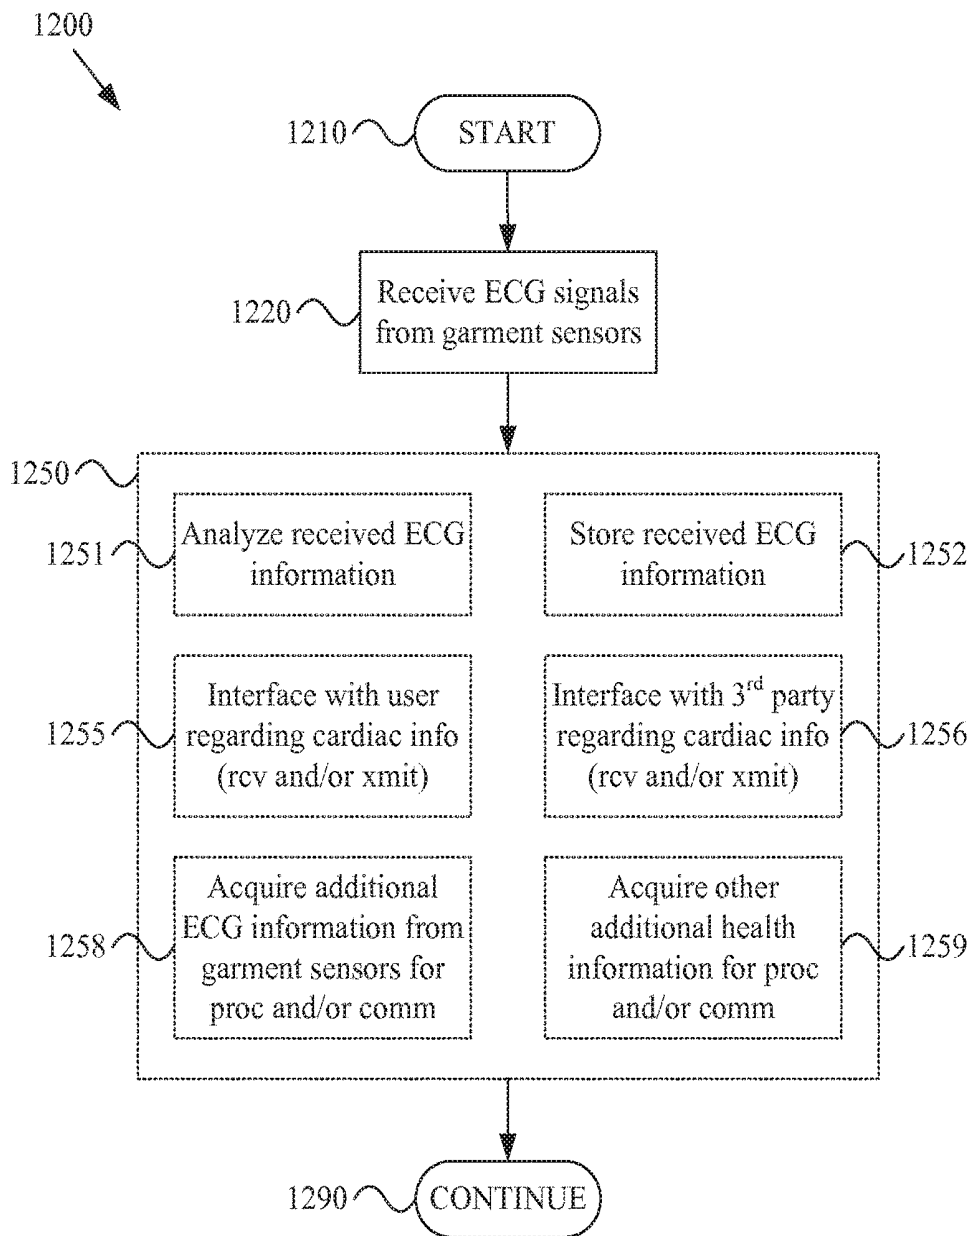 1200
1210
START
1220
Receive ECG signals
from garment sensors
1250
1251
Analyze received ECG
information
Store received ECG
information
1252
1255
Interface with user
regarding cardiac info
(rcv and/or xmit)
Interface with 3rd party
regarding cardiac info
(rcv and/or xmit)
1256
1258
Acquire additional
ECG information from
garment sensors for
proc and/or comm
Acquire other
additional health
information for proc
and/or comm
1259
1290
CONTINUE